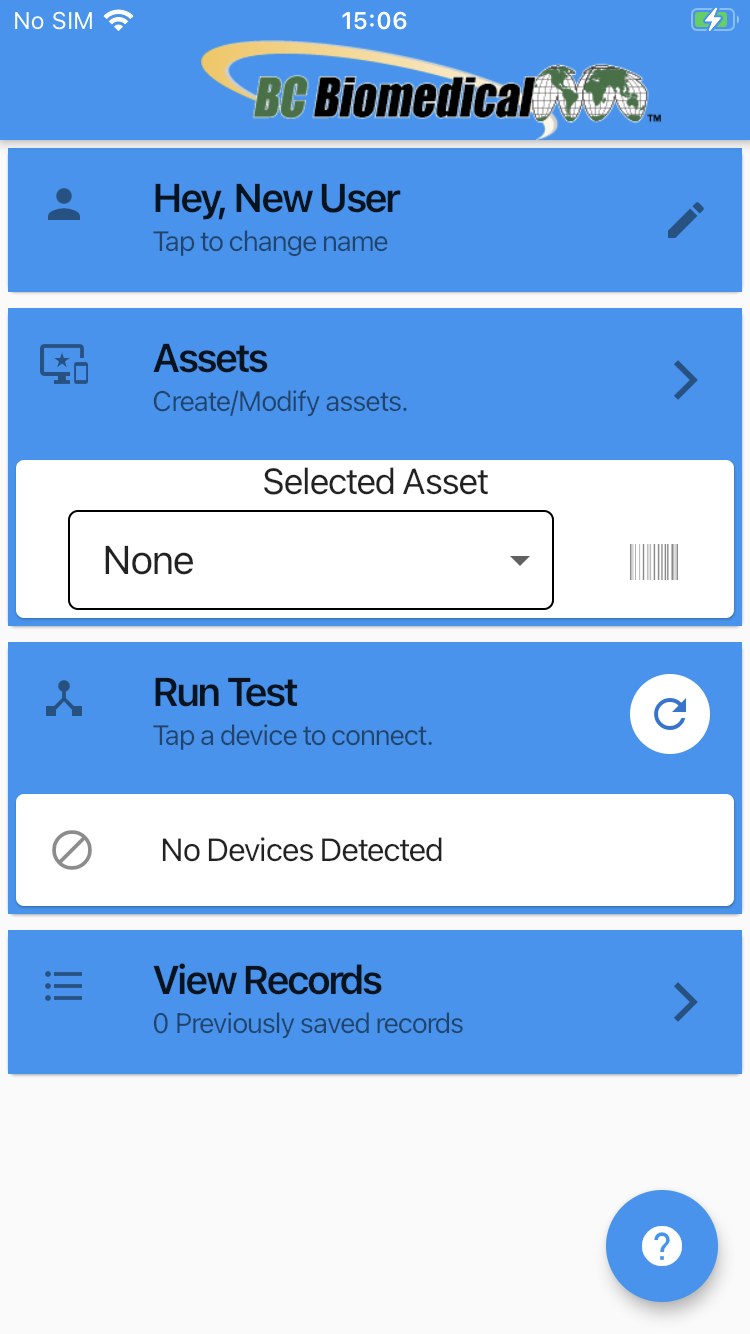 No SIM 15:06
BC Biomedical™
Hey, New User
Tap to change name
Assets
Create/Modify assets.
Selected Asset
None
Run Test
Tap a device to connect.
No Devices Detected
View Records
0 Previously saved records
?